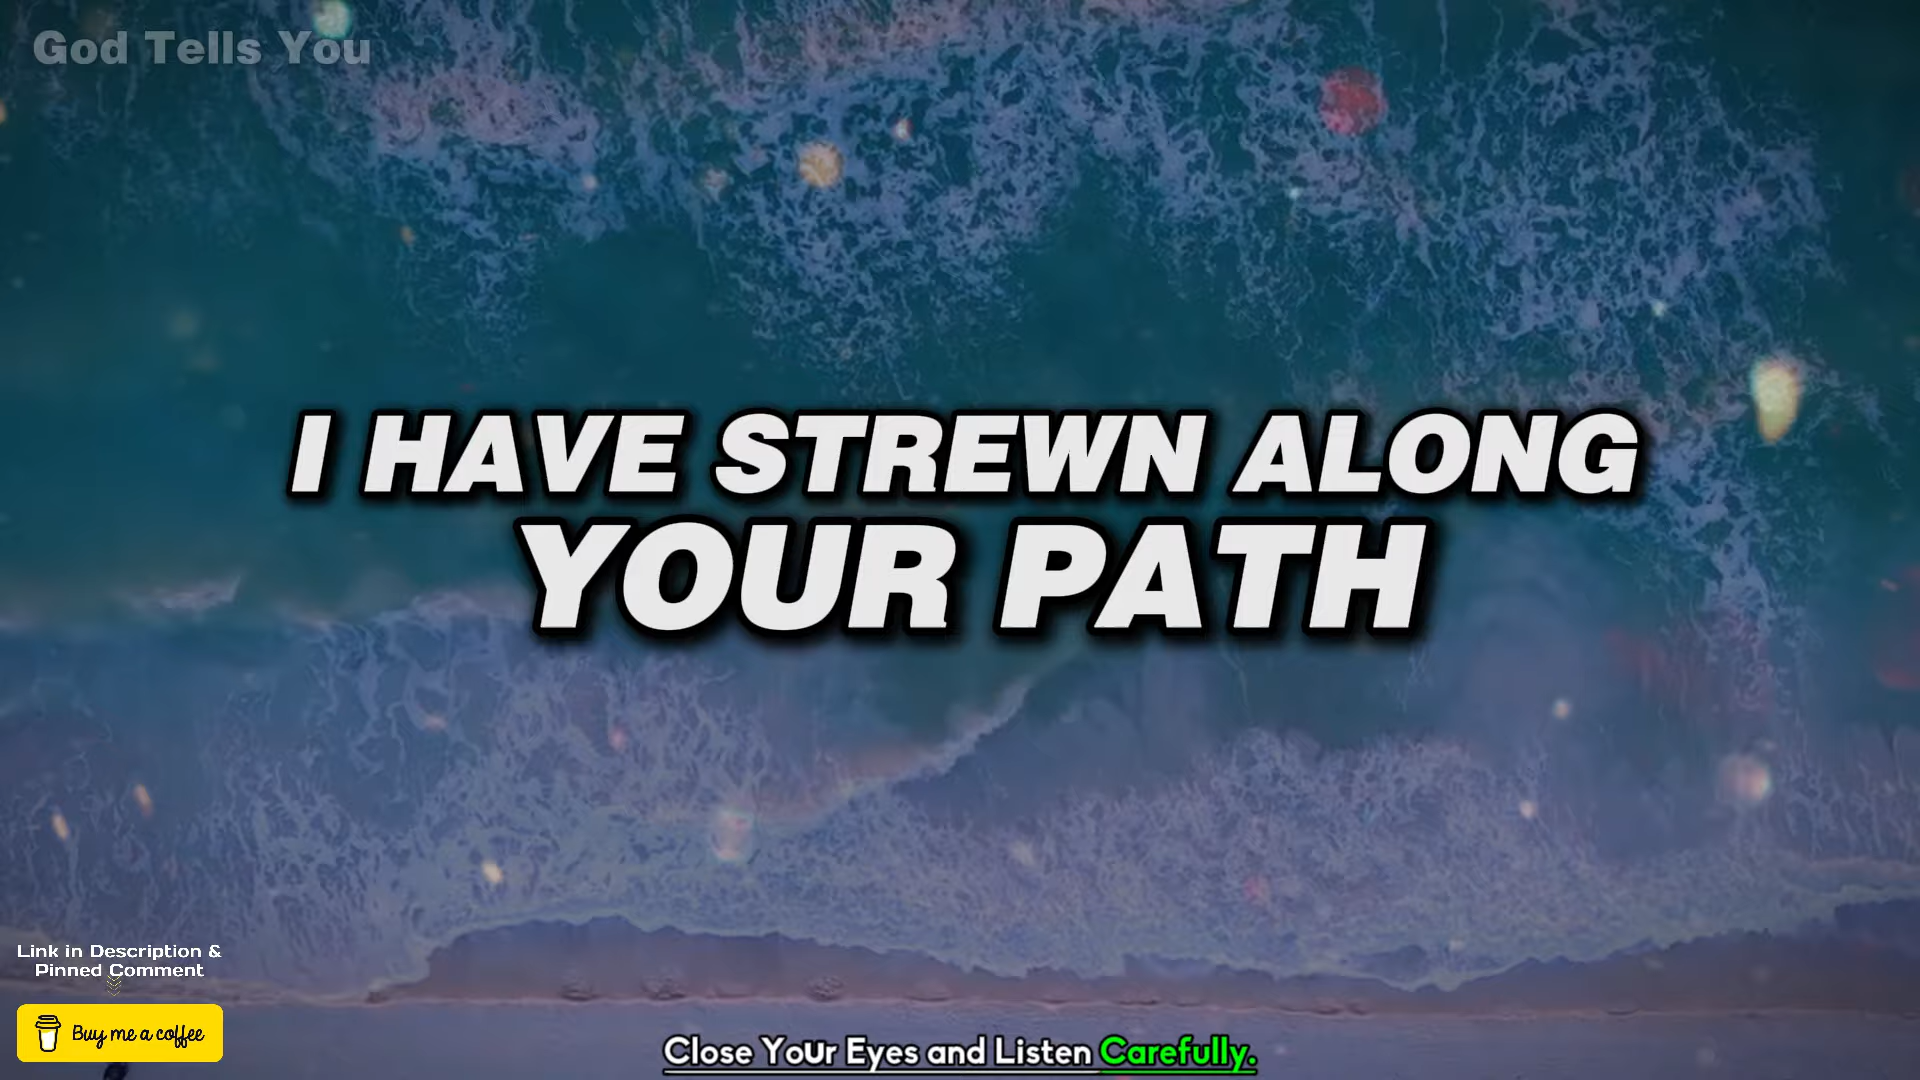 God Tells You
I HAVE STREWN ALONG
YOUR PATH
Link in Description &
Pinned Comment
Buy me a coffee
Close Your Eyes and Listen Carefully.